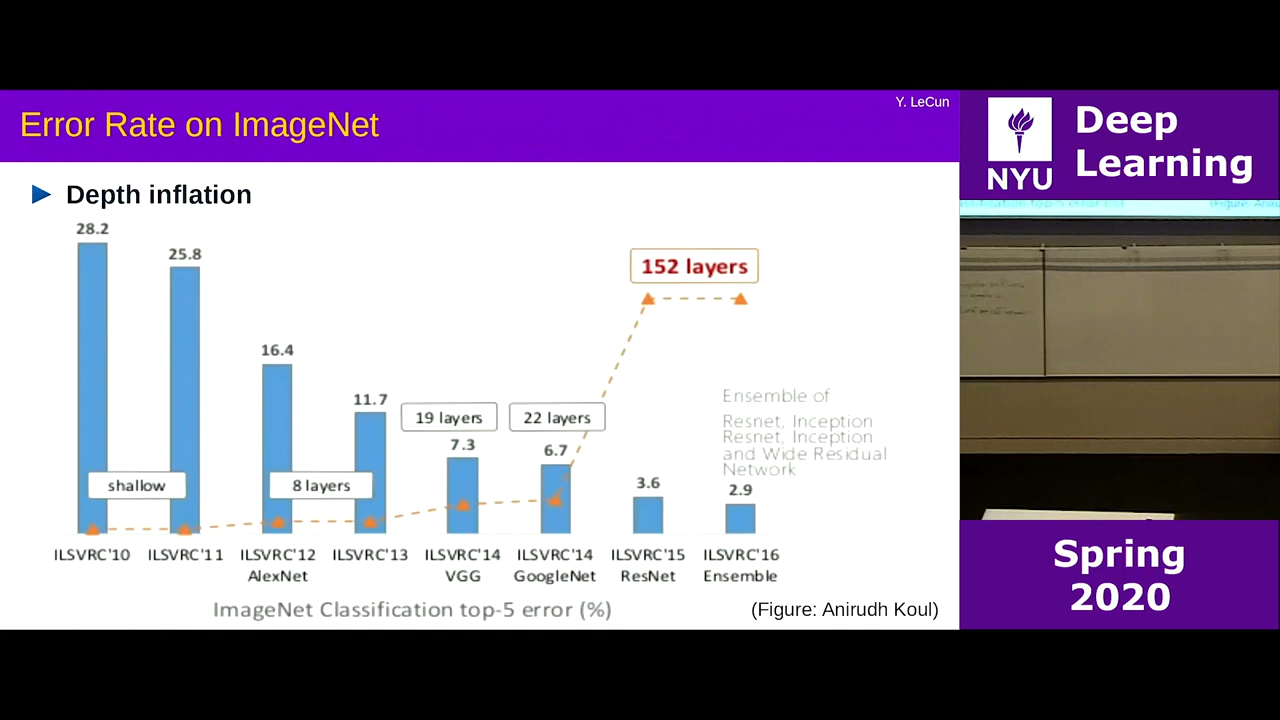 Y. LeCun
Error Rate on ImageNet
Depth inflation
28.2
25.8
16.4
11.7
7.3
6.7
3.6
2.9
152 layers
19 layers
22 layers
shallow
8 layers
Ensemble of
Resnet, Inception
Resnet, Inception
and Wide Residual
Network
ILSVRC'10
ILSVRC'11
ILSVRC'12
AlexNet
ILSVRC'13
ILSVRC'14
VGG
ILSVRC'14
GoogleNet
ILSVRC'15
ResNet
ILSVRC'16
Ensemble
ImageNet Classification top-5 error (%)
(Figure: Anirudh Koul)
NYU
Deep
Learning
Spring
2020